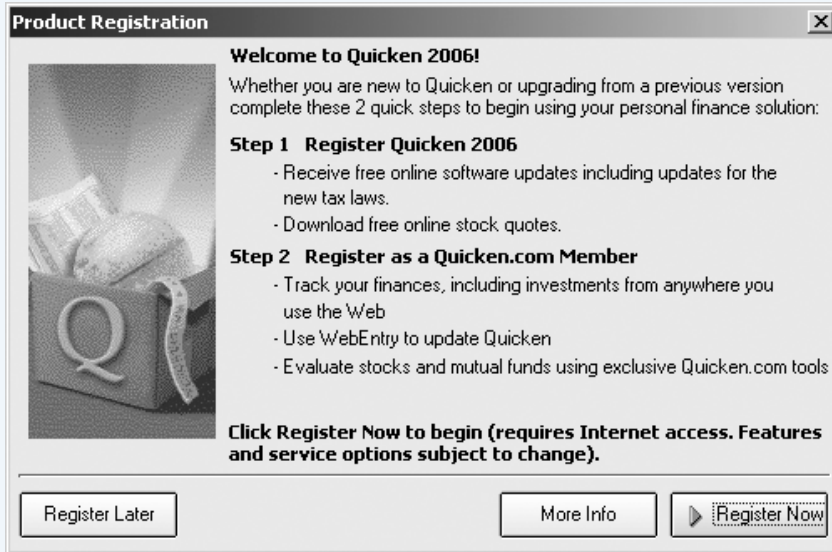 Product Registration
Welcome to Quicken 2006!
Whether you are new to Quicken or upgrading from a previous version
complete these 2 quick steps to begin using your personal finance solution:
Step 1 Register Quicken 2006
- Receive free online software updates including updates for the
new tax laws.
- Download free online stock quotes.
Step 2 Register as a Quicken.com Member
- Track your finances, including investments from anywhere you
use the Web
- Use WebEntry to update Quicken
- Evaluate stocks and mutual funds using exclusive Quicken.com tools
Q
Click Register Now to begin (requires Internet access. Features
and service options subject to change).
Register Later
More Info
Register Now